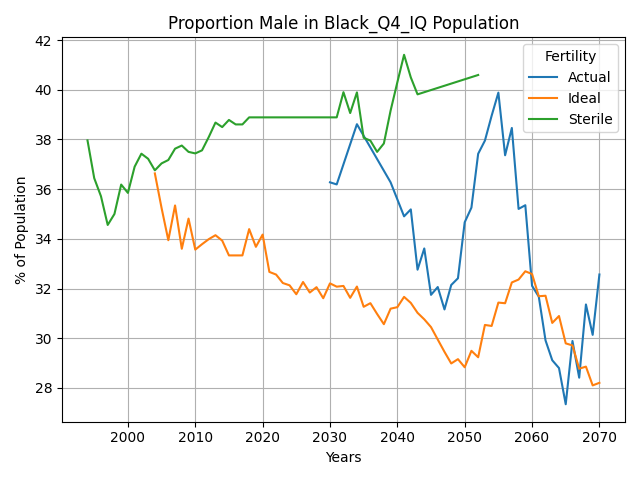 Proportion Male in Black_Q4_IQ Population
% of Population
42
40
38
36
34
32
30
28
2000
2010
2020
2030
2040
2050
2060
2070
Years
Fertility
Actual
Ideal
Sterile